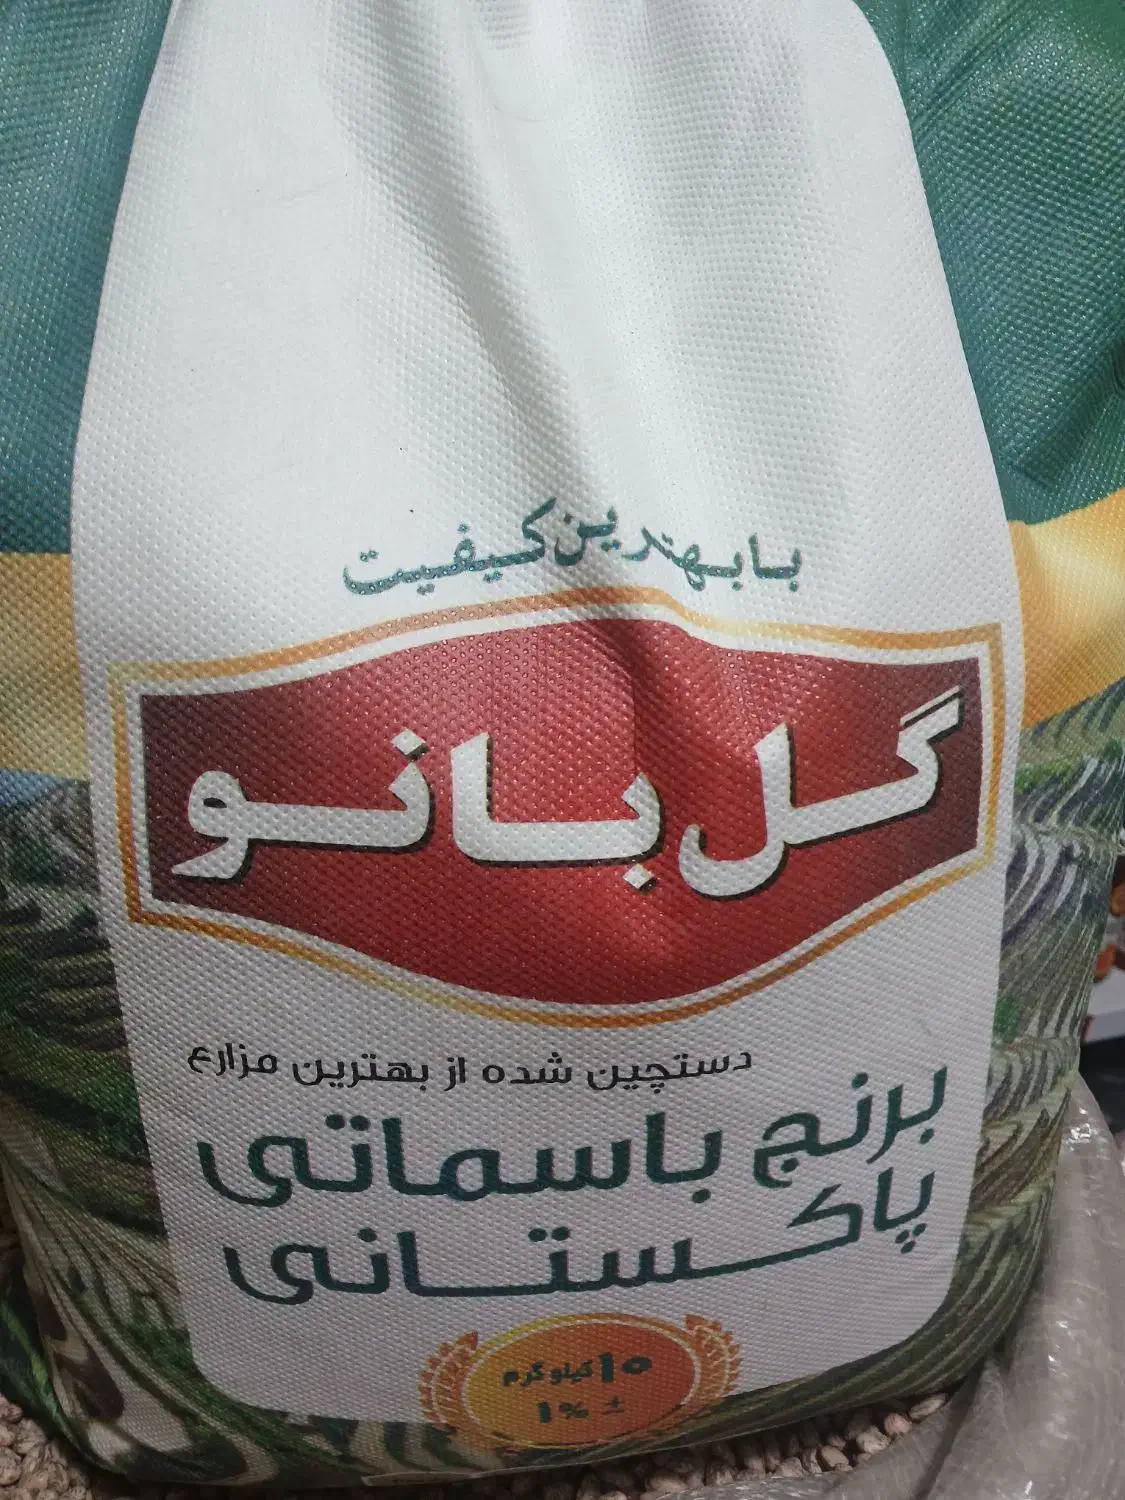 با بهترین کیفیت
گل بانو
دستچین شده از بهترین مزارع
برنج باسماتی
پاکستانی
۱۰ کیلوگرم
± ۱%